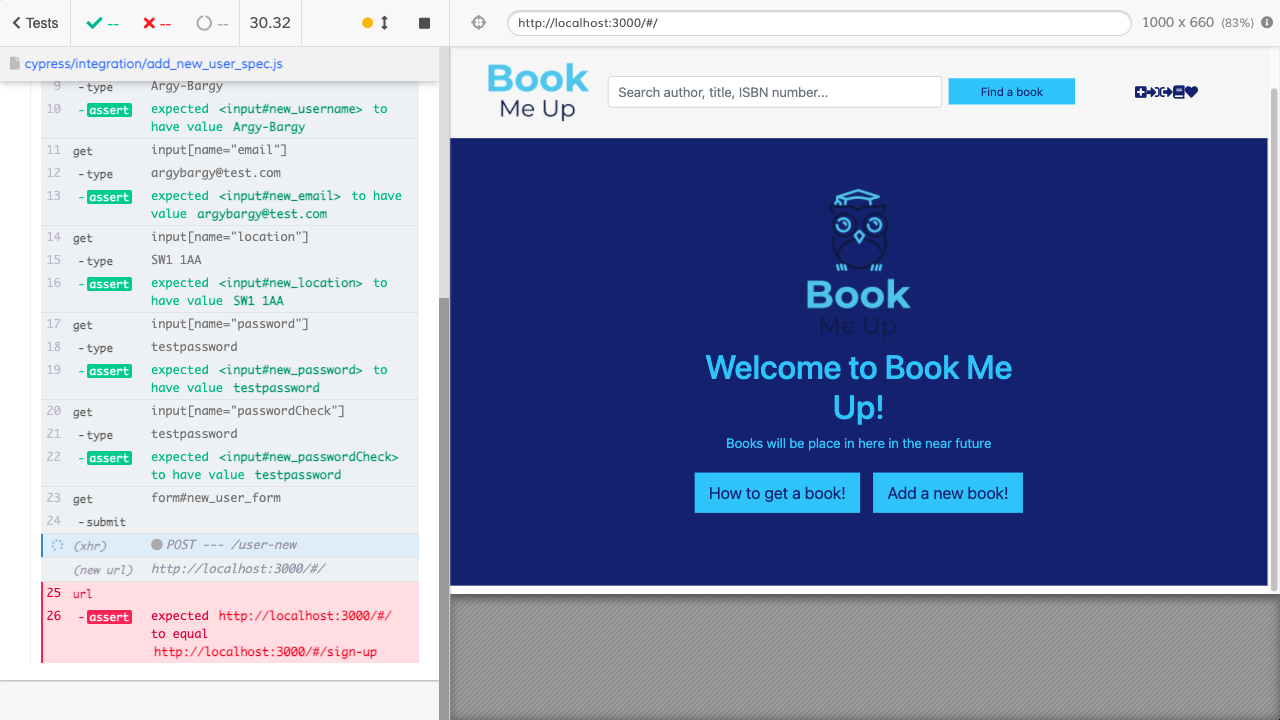 Tests
--
--
--
30.32
cypress/integration/add_new_user_spec.js
9 -type Argy-Bargy
10 -assert expected <input#new_username> to
have value Argy-Bargy
11 get input[name="email"]
12 -type argybargy@test.com
13 -assert expected <input#new_email> to have
value argybargy@test.com
14 get input[name="location"]
15 -type SW1 1AA
16 -assert expected <input#new_location> to
have value SW1 1AA
17 get input[name="password"]
18 -type testpassword
19 -assert expected <input#new_password> to
have value testpassword
20 get input[name="passwordCheck"]
21 -type testpassword
22 -assert expected <input#new_passwordCheck>
to have value testpassword
23 get form#new_user_form
24 -submit
(xhr) POST --- /user-new
(new url) http://localhost:3000/#/
25 url
26 -assert expected http://localhost:3000/#/
to equal
http://localhost:3000/#/sign-up
http://localhost:3000/#/
1000 x 660 (83%)
Book
Me Up
Search author, title, ISBN number...
Find a book
Book
Me Up
Welcome to Book Me
Up!
Books will be place in here in the near future
How to get a book!
Add a new book!